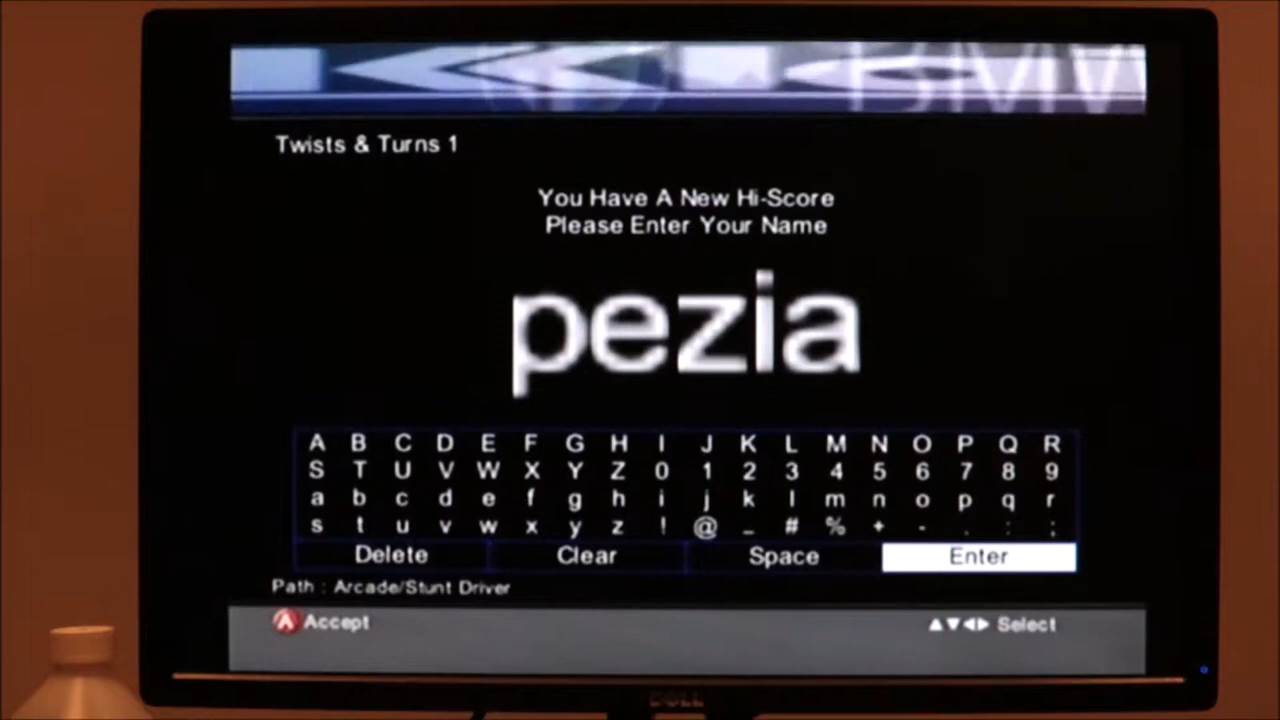 BMW
Twists & Turns 1
You Have A New Hi-Score
Please Enter Your Name
pezia
A B C D E F G H I J K L M N O P Q R
S T U V W X Y Z 0 1 2 3 4 5 6 7 8 9
a b c d e f g h i j k l m n o p q r
s t u v w x y z ! @ _ # % + - . : ;
Delete Clear Space Enter
Path : Arcade/Stunt Driver
A Accept ▲▼◀▶ Select
DELL